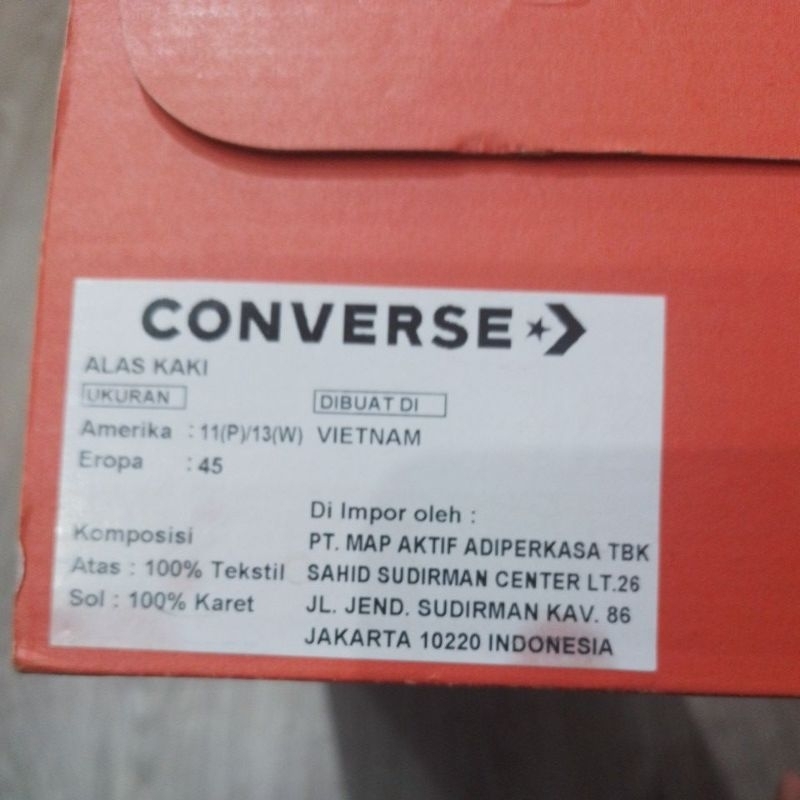 CONVERSE
ALAS KAKI
UKURAN
DIBUAT DI
Amerika : 11(P)/13(W) VIETNAM
Eropa : 45
Di Impor oleh :
Komposisi
PT. MAP AKTIF ADIPERKASA TBK
Atas : 100% Tekstil
SAHID SUDIRMAN CENTER LT.26
Sol : 100% Karet
JL. JEND. SUDIRMAN KAV. 86
JAKARTA 10220 INDONESIA